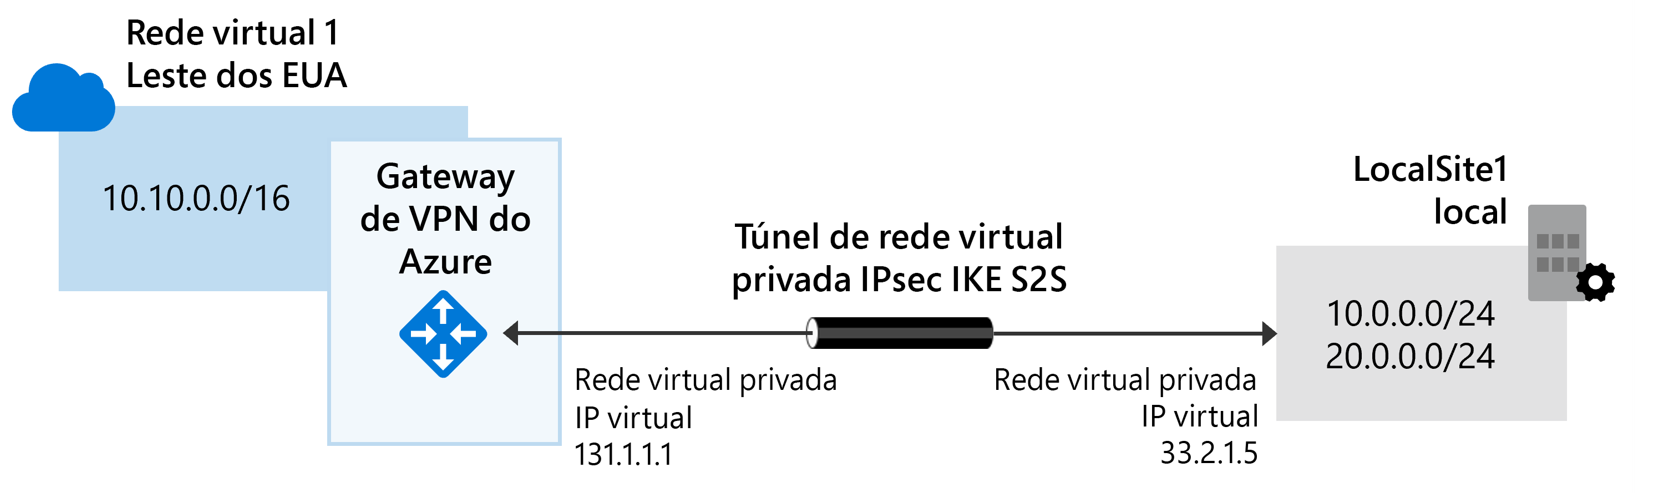 Rede virtual 1
Leste dos EUA
10.10.0.0/16
Gateway
de VPN do
Azure
Túnel de rede virtual
privada IPsec IKE S2S
Rede virtual privada
IP virtual
131.1.1.1
Rede virtual privada
IP virtual
33.2.1.5
LocalSite1
local
10.0.0.0/24
20.0.0.0/24